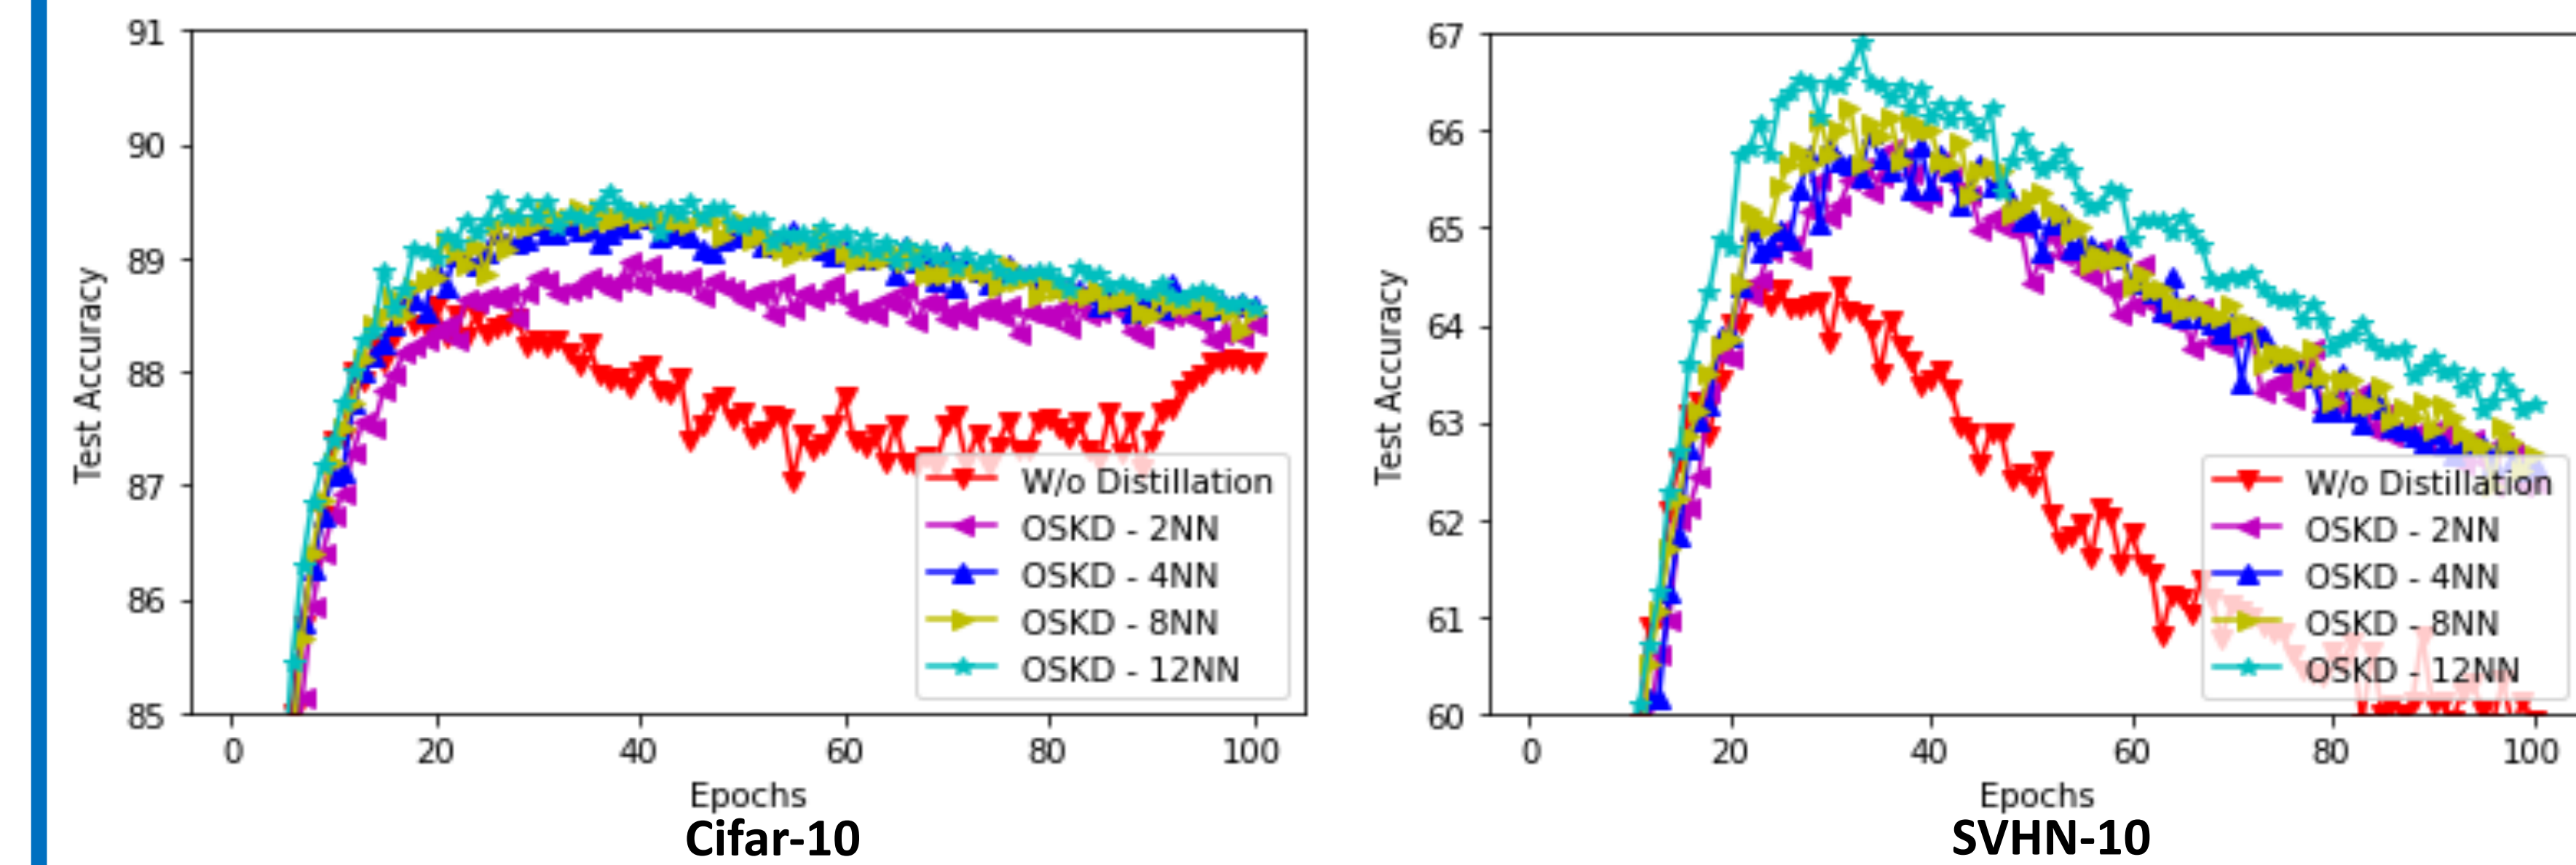 91
90
89
88
87
86
85
Test Accuracy
0 20 40 60 80 100
Epochs
W/o Distillation
OSKD - 2NN
OSKD - 4NN
OSKD - 8NN
OSKD - 12NN
Cifar-10
67
66
65
64
63
62
61
60
Test Accuracy
0 20 40 60 80 100
Epochs
W/o Distillation
OSKD - 2NN
OSKD - 4NN
OSKD - 8NN
OSKD - 12NN
SVHN-10